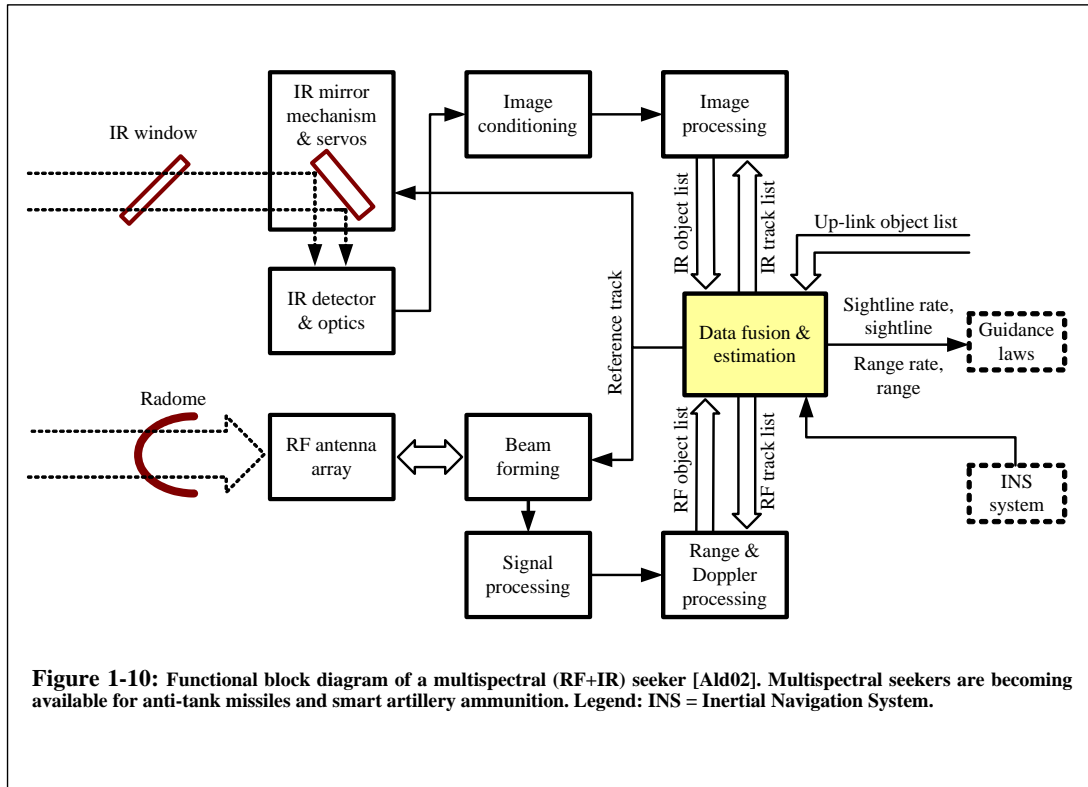 IR window
IR mirror
mechanism
& servos
Image
conditioning
Image
processing
IR object list
IR track list
Up-link object list
IR detector
& optics
Reference track
Data fusion &
estimation
Sightline rate,
sightline
Range rate,
range
Guidance
laws
Radome
RF antenna
array
Beam
forming
RF object list
RF track list
INS
system
Signal
processing
Range &
Doppler
processing
Figure 1-10: Functional block diagram of a multispectral (RF+IR) seeker [Ald02]. Multispectral seekers are becoming
available for anti-tank missiles and smart artillery ammunition. Legend: INS = Inertial Navigation System.